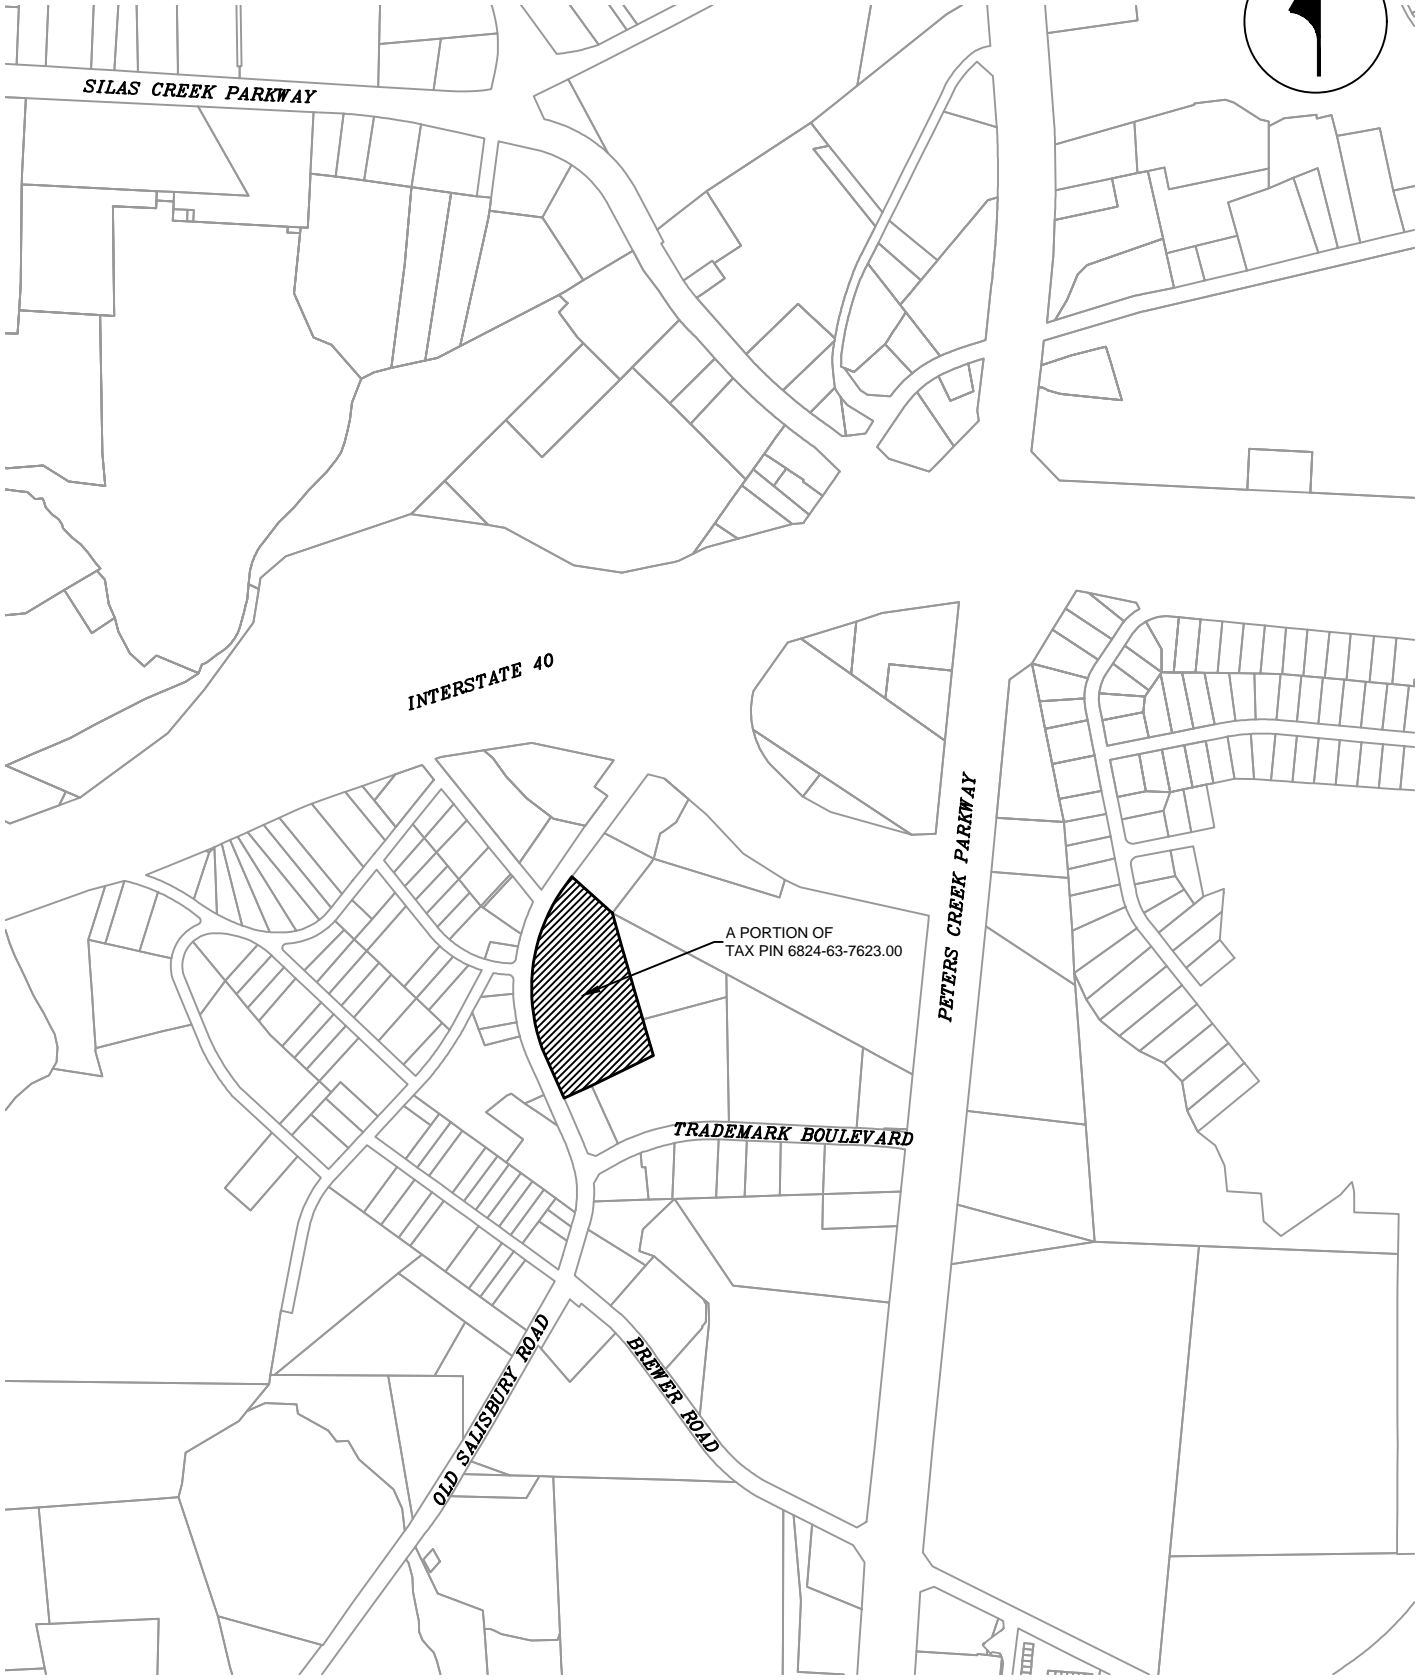 SILAS CREEK PARKWAY
INTERSTATE 40
PETERS CREEK PARKWAY
A PORTION OF
TAX PIN 6824-63-7623.00
TRADEMARK BOULEVARD
OLD SALISBURY ROAD
BREWER ROAD